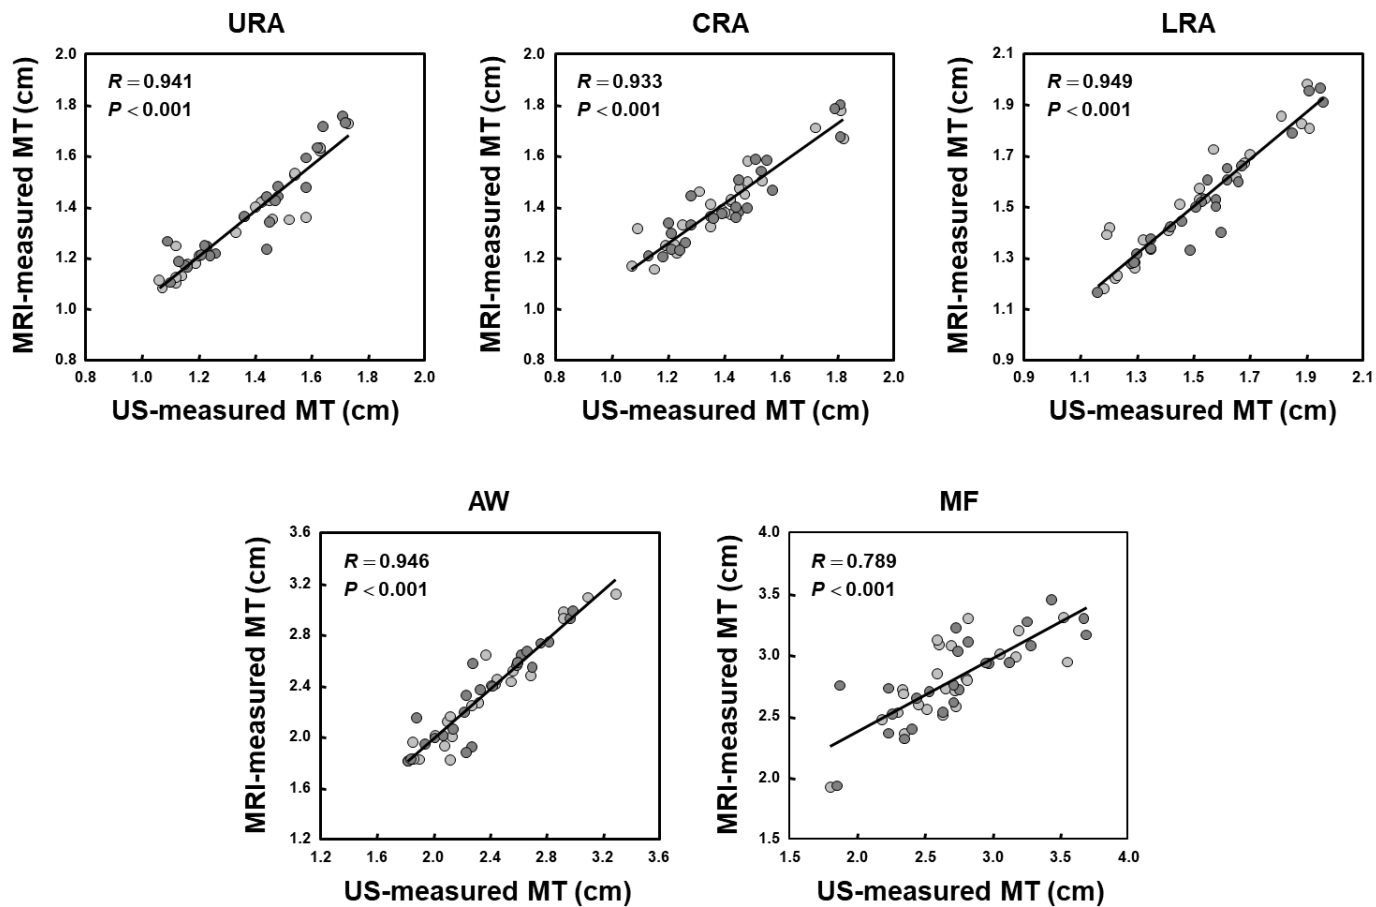 URA
R = 0.941
P < 0.001
MRI-measured MT (cm)
2.0
1.8
1.6
1.4
1.2
1.0
0.8
0.8 1.0 1.2 1.4 1.6 1.8 2.0
US-measured MT (cm)
CRA
R = 0.933
P < 0.001
MRI-measured MT (cm)
2.0
1.8
1.6
1.4
1.2
1.0
0.8
0.8 1.0 1.2 1.4 1.6 1.8 2.0
US-measured MT (cm)
LRA
R = 0.949
P < 0.001
MRI-measured MT (cm)
2.1
1.9
1.7
1.5
1.3
1.1
0.9
0.9 1.1 1.3 1.5 1.7 1.9 2.1
US-measured MT (cm)
AW
R = 0.946
P < 0.001
MRI-measured MT (cm)
3.6
3.2
2.8
2.4
2.0
1.6
1.2
1.2 1.6 2.0 2.4 2.8 3.2 3.6
US-measured MT (cm)
MF
R = 0.789
P < 0.001
MRI-measured MT (cm)
4.0
3.5
3.0
2.5
2.0
1.5
1.5 2.0 2.5 3.0 3.5 4.0
US-measured MT (cm)